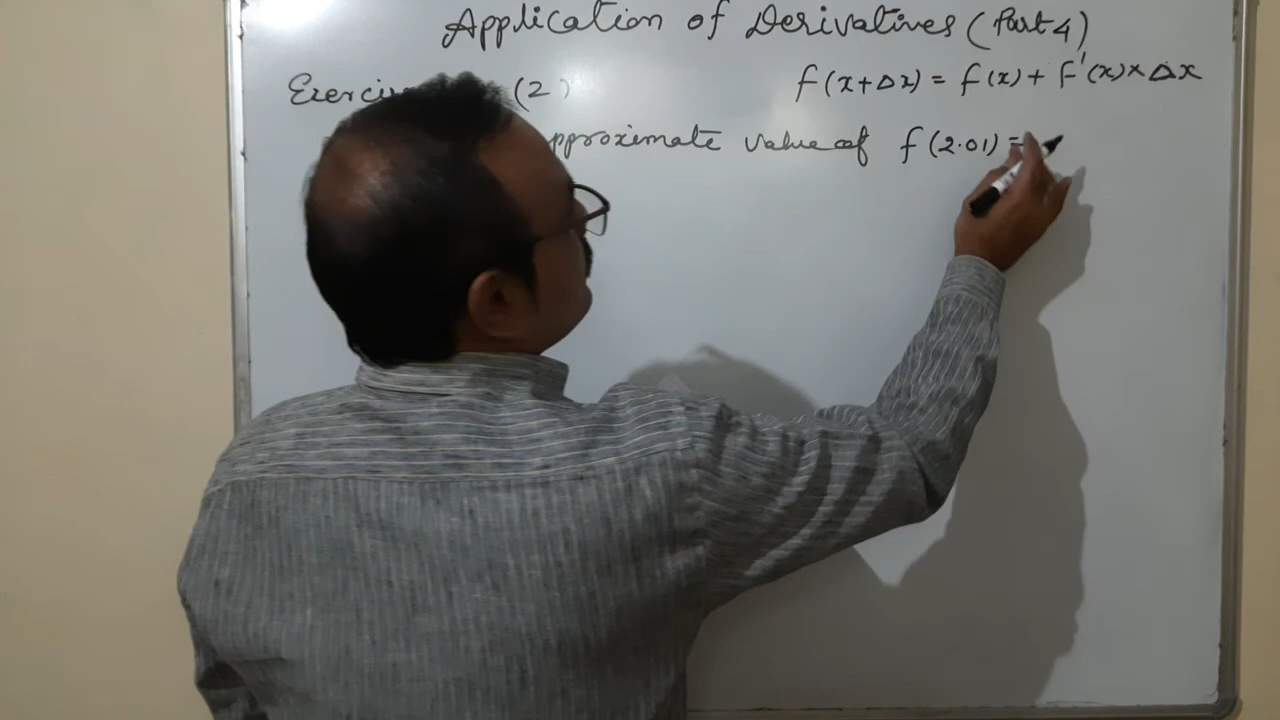 Application of Derivatives (Part 4)
(2) f(x+Δx) = f(x) + F'(x)×Δx
approximate value of f(2.01) =